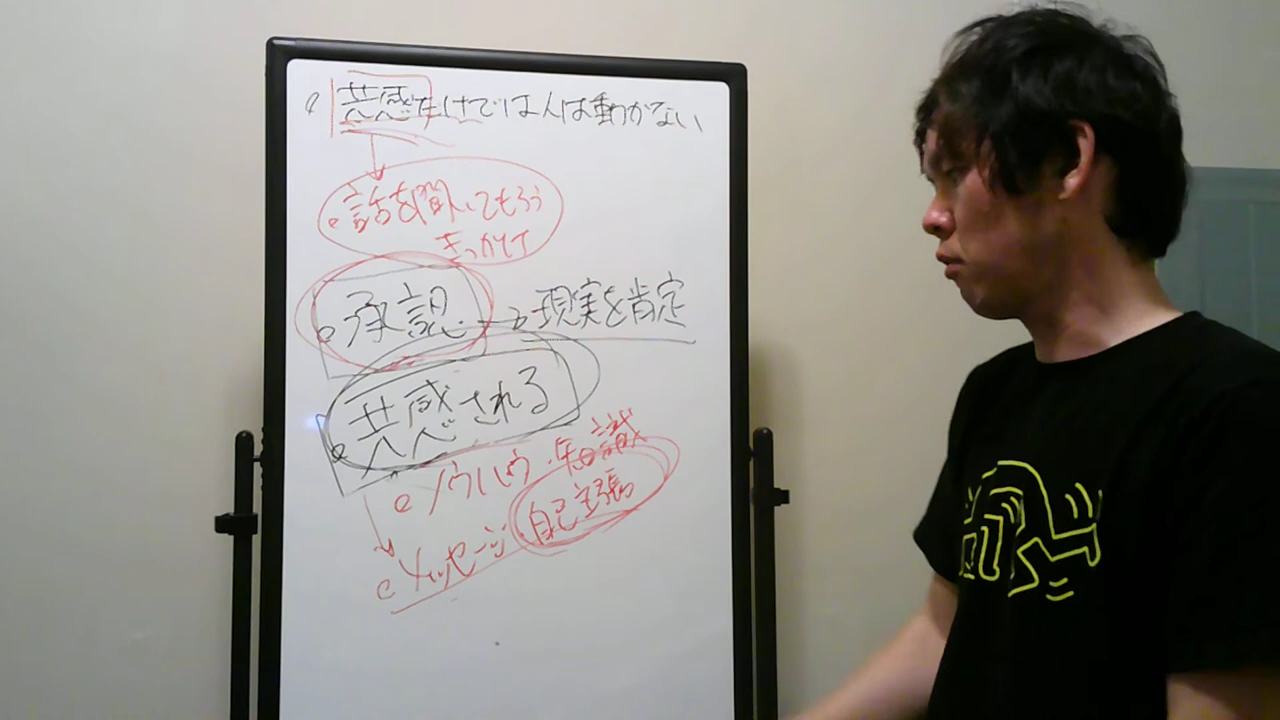 共感だけでは人は動かない
・話を聞いてもらう
きっかけ
・承認→現実を肯定
・共感される
・ノウハウ・知識
・メッセージ・自己主張